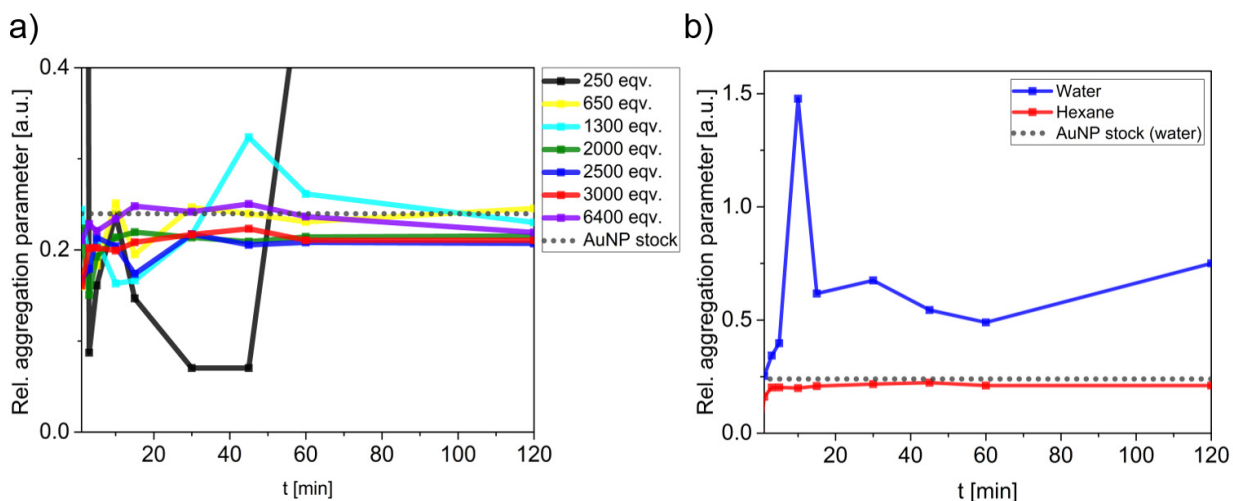 a)
Rel. aggregation parameter [a.u.]
0.4
0.2
0.0
20
40
60
80
100
120
t [min]
250 eqv.
650 eqv.
1300 eqv.
2000 eqv.
2500 eqv.
3000 eqv.
6400 eqv.
AuNP stock
b)
Rel. aggregation parameter [a.u.]
1.5
1.0
0.5
0.0
20
40
60
80
100
120
t [min]
Water
Hexane
AuNP stock (water)